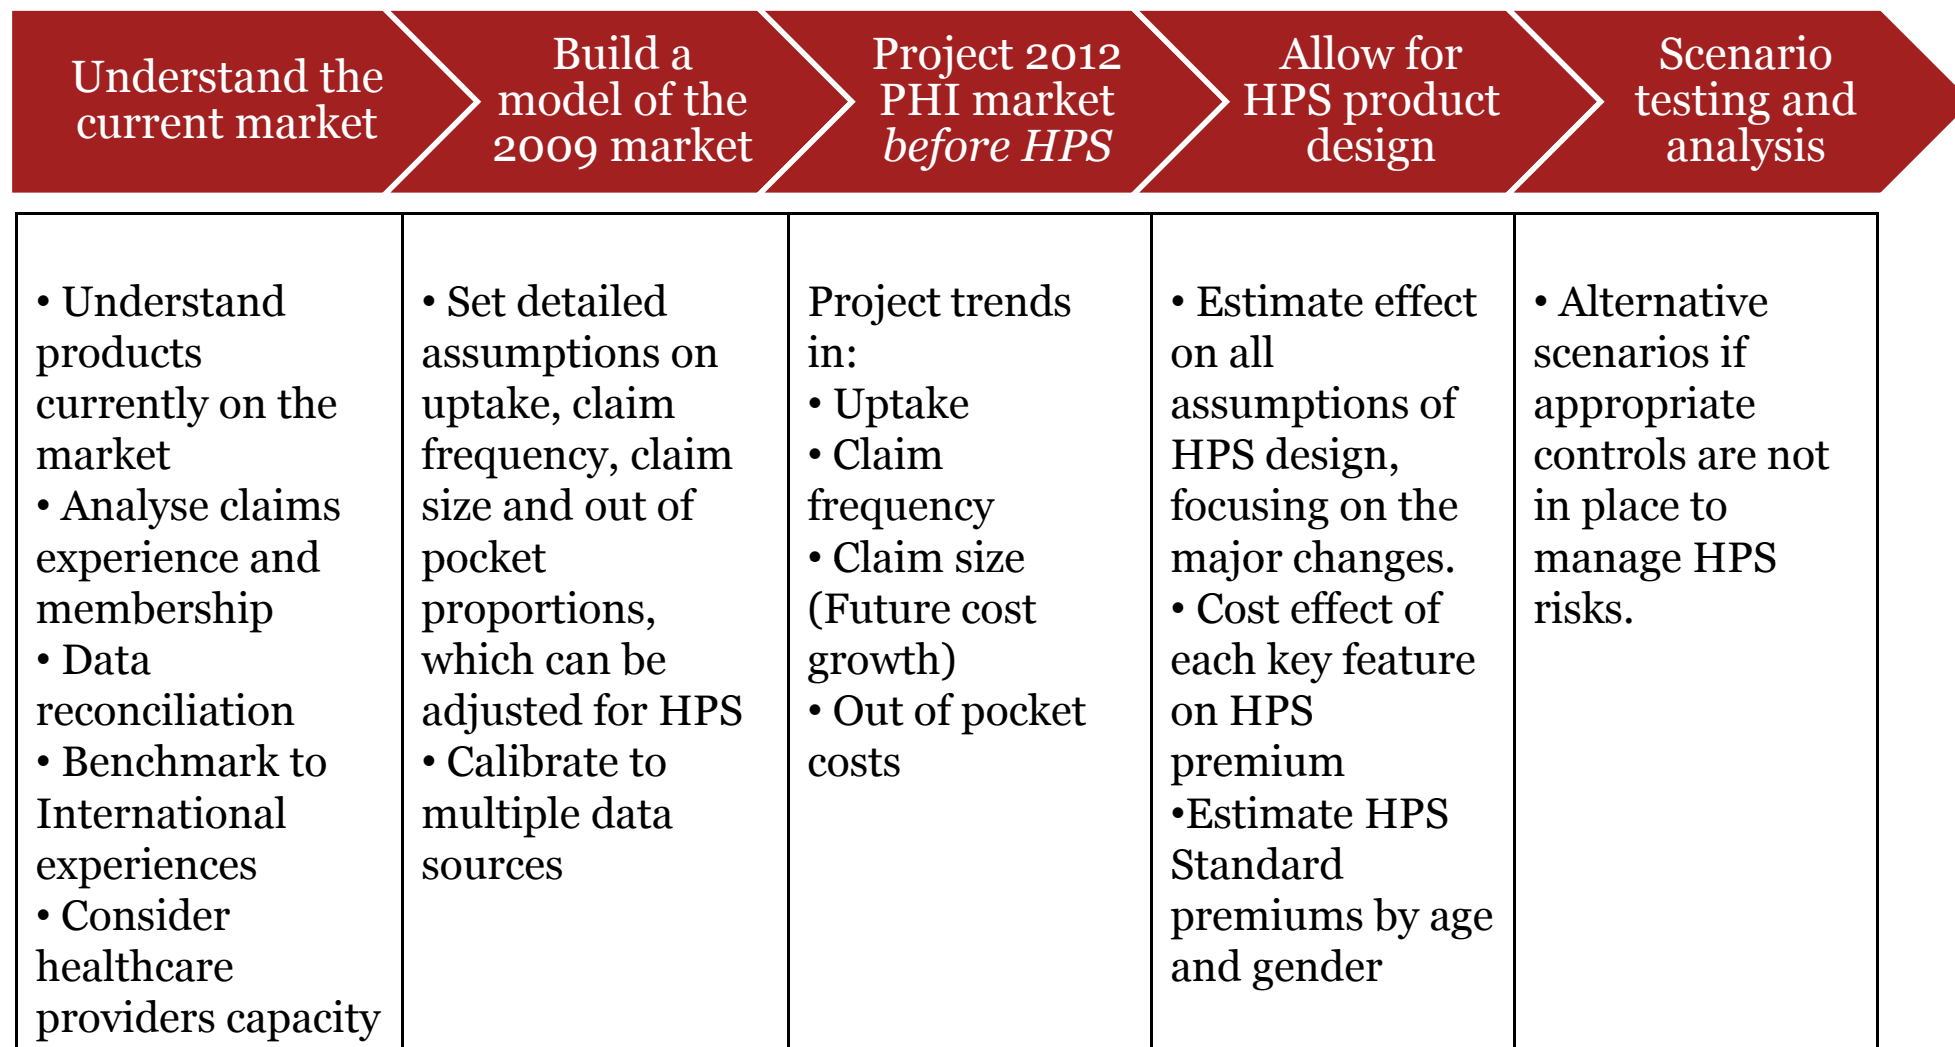 Understand the
current market
Build a
model of the
2009 market
Project 2012
PHI market
before HPS
Allow for
HPS product
design
Scenario
testing and
analysis
• Understand
products
currently on the
market
• Analyse claims
experience and
membership
• Data
reconciliation
• Benchmark to
International
experiences
• Consider
healthcare
providers capacity
• Set detailed
assumptions on
uptake, claim
frequency, claim
size and out of
pocket
proportions,
which can be
adjusted for HPS
• Calibrate to
multiple data
sources
Project trends
in:
• Uptake
• Claim
frequency
• Claim size
(Future cost
growth)
• Out of pocket
costs
• Estimate effect
on all
assumptions of
HPS design,
focusing on the
major changes.
• Cost effect of
each key feature
on HPS
premium
•Estimate HPS
Standard
premiums by age
and gender
• Alternative
scenarios if
appropriate
controls are not
in place to
manage HPS
risks.